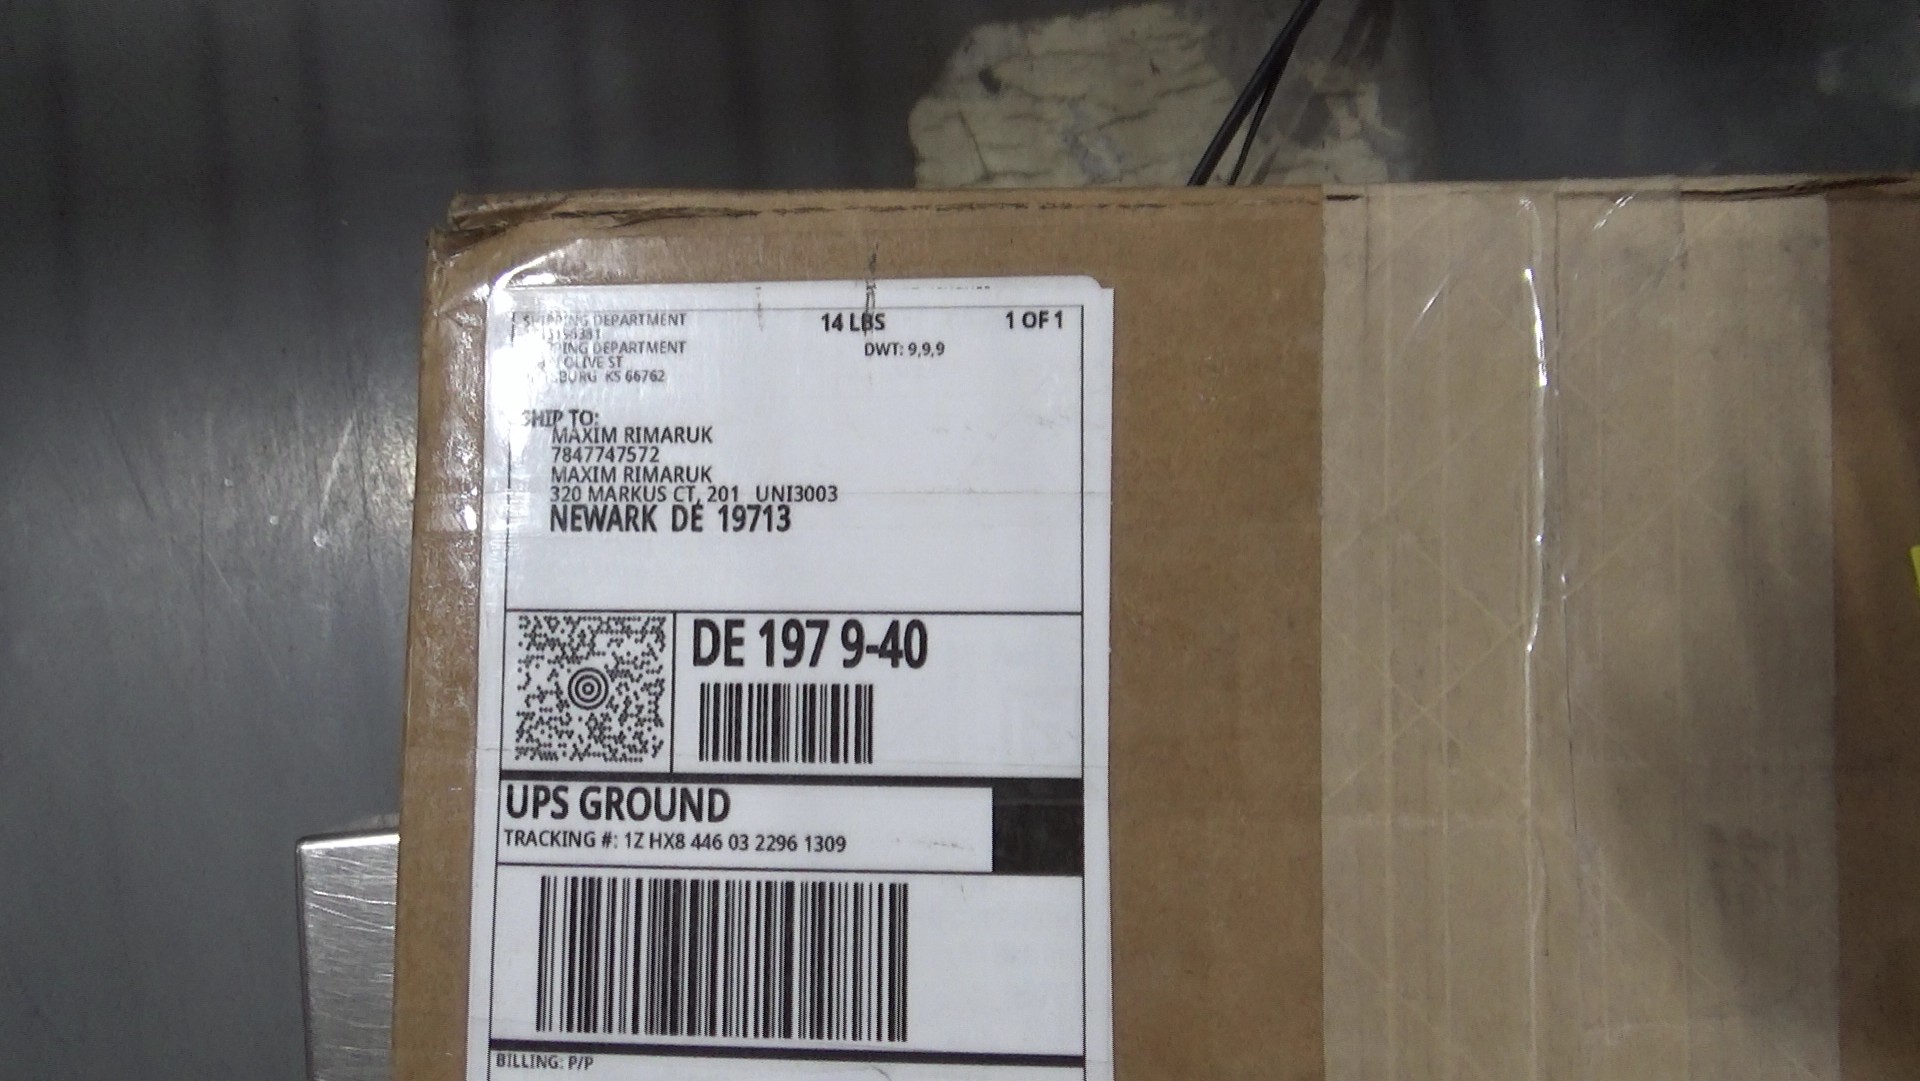 SHIPPING DEPARTMENT
14 LBS
1 OF 1
DEPARTMENT
DWT: 9,9,9
OLIVE ST
KS 66762
SHIP TO:
MAXIM RIMARUK
7847747572
MAXIM RIMARUK
320 MARKUS CT, 201 UNI3003
NEWARK DE 19713
DE 197 9-40
UPS GROUND
TRACKING #: 1Z HX8 446 03 2296 1309
BILLING: P/P